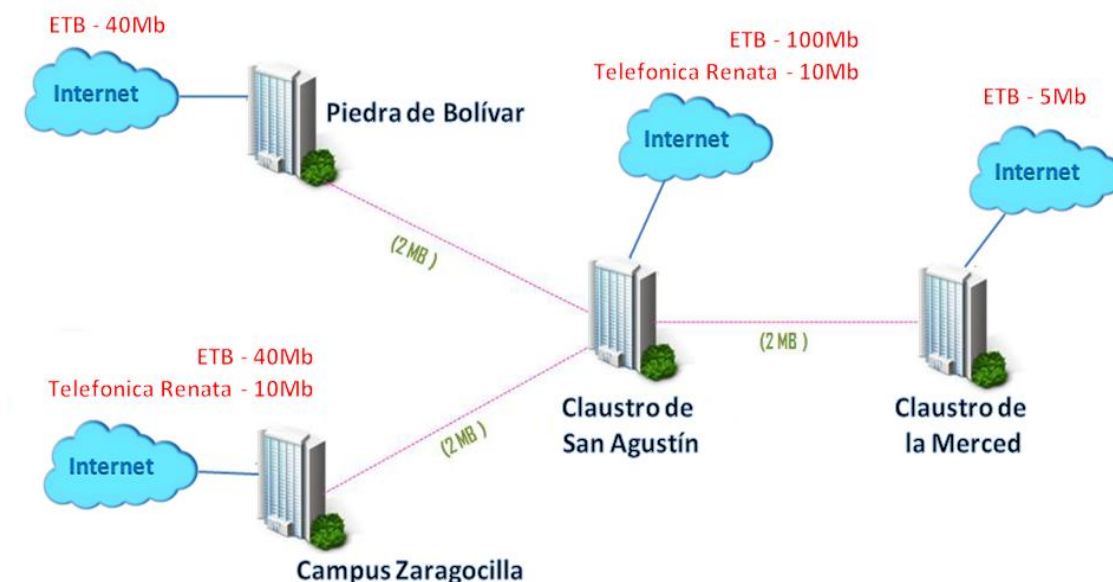 ETB - 40Mb
Internet
Piedra de Bolívar
ETB - 100Mb
Telefonica Renata - 10Mb
Internet
ETB - 5Mb
Internet
(2 MB )
(2 MB )
(2 MB )
ETB - 40Mb
Telefonica Renata - 10Mb
Internet
Campus Zaragocilla
Claustro de
San Agustín
Claustro de
la Merced